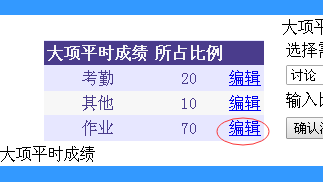 大项平时成绩 所占比例
考勤 20 编辑
其他 10 编辑
作业 70 编辑
大项平时成绩
大项平
选择需
讨论
输入比
确认